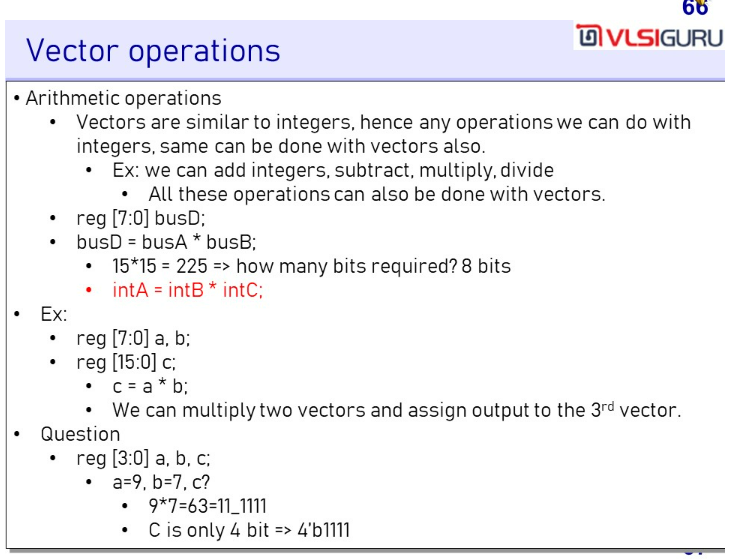 66
VLSIGURU
Vector operations
• Arithmetic operations
• Vectors are similar to integers, hence any operations we can do with
integers, same can be done with vectors also.
• Ex: we can add integers, subtract, multiply, divide
• All these operations can also be done with vectors.
• reg [7:0] busD;
• busD = busA * busB;
• 15*15 = 225 => how many bits required? 8 bits
• intA = intB * intC;
• Ex:
• reg [7:0] a, b;
• reg [15:0] c;
• c = a * b;
• We can multiply two vectors and assign output to the 3rd vector.
• Question
• reg [3:0] a, b, c;
• a=9, b=7, c?
• 9*7=63=11_1111
• C is only 4 bit => 4'b1111